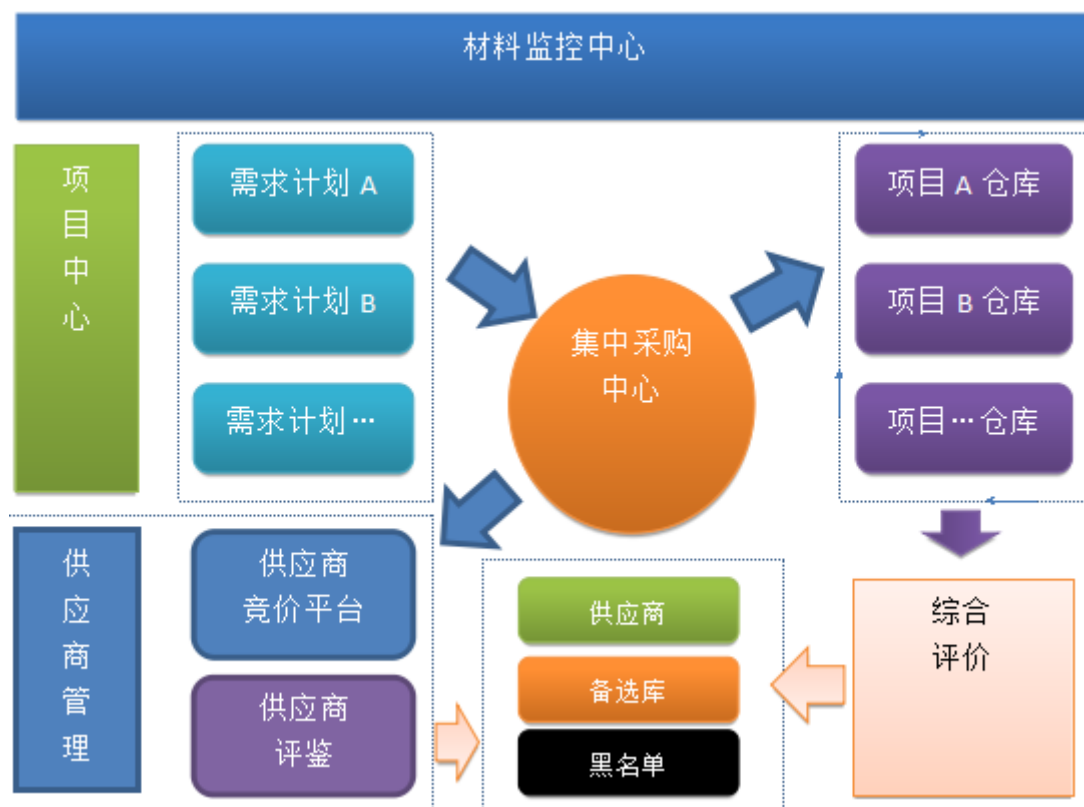 材料监控中心
项
目
中
心
需求计划 A
需求计划 B
需求计划…
集中采购
中心
项目 A 仓库
项目 B 仓库
项目…仓库
供
应
商
管
理
供应商
竞价平台
供应商
评鉴
供应商
备选库
黑名单
综合
评价